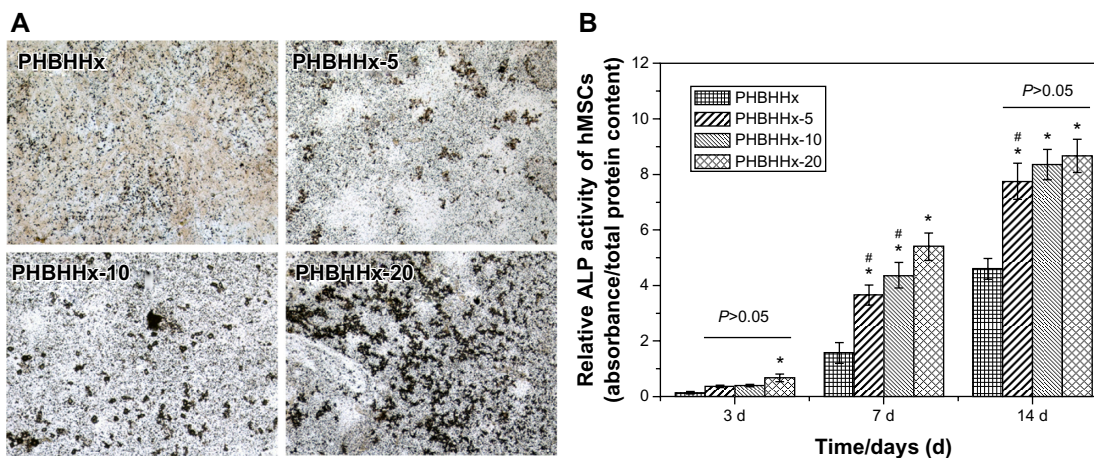 A
PHBHHx
PHBHHx-5
PHBHHx-10
PHBHHx-20
B
Relative ALP activity of hMSCs
(absorbance/total protein content)
12
10
8
6
4
2
0
PHBHHx
PHBHHx-5
PHBHHx-10
PHBHHx-20
P>0.05
*
# *
# *
*
P>0.05
# *
*
*
3 d
7 d
14 d
Time/days (d)